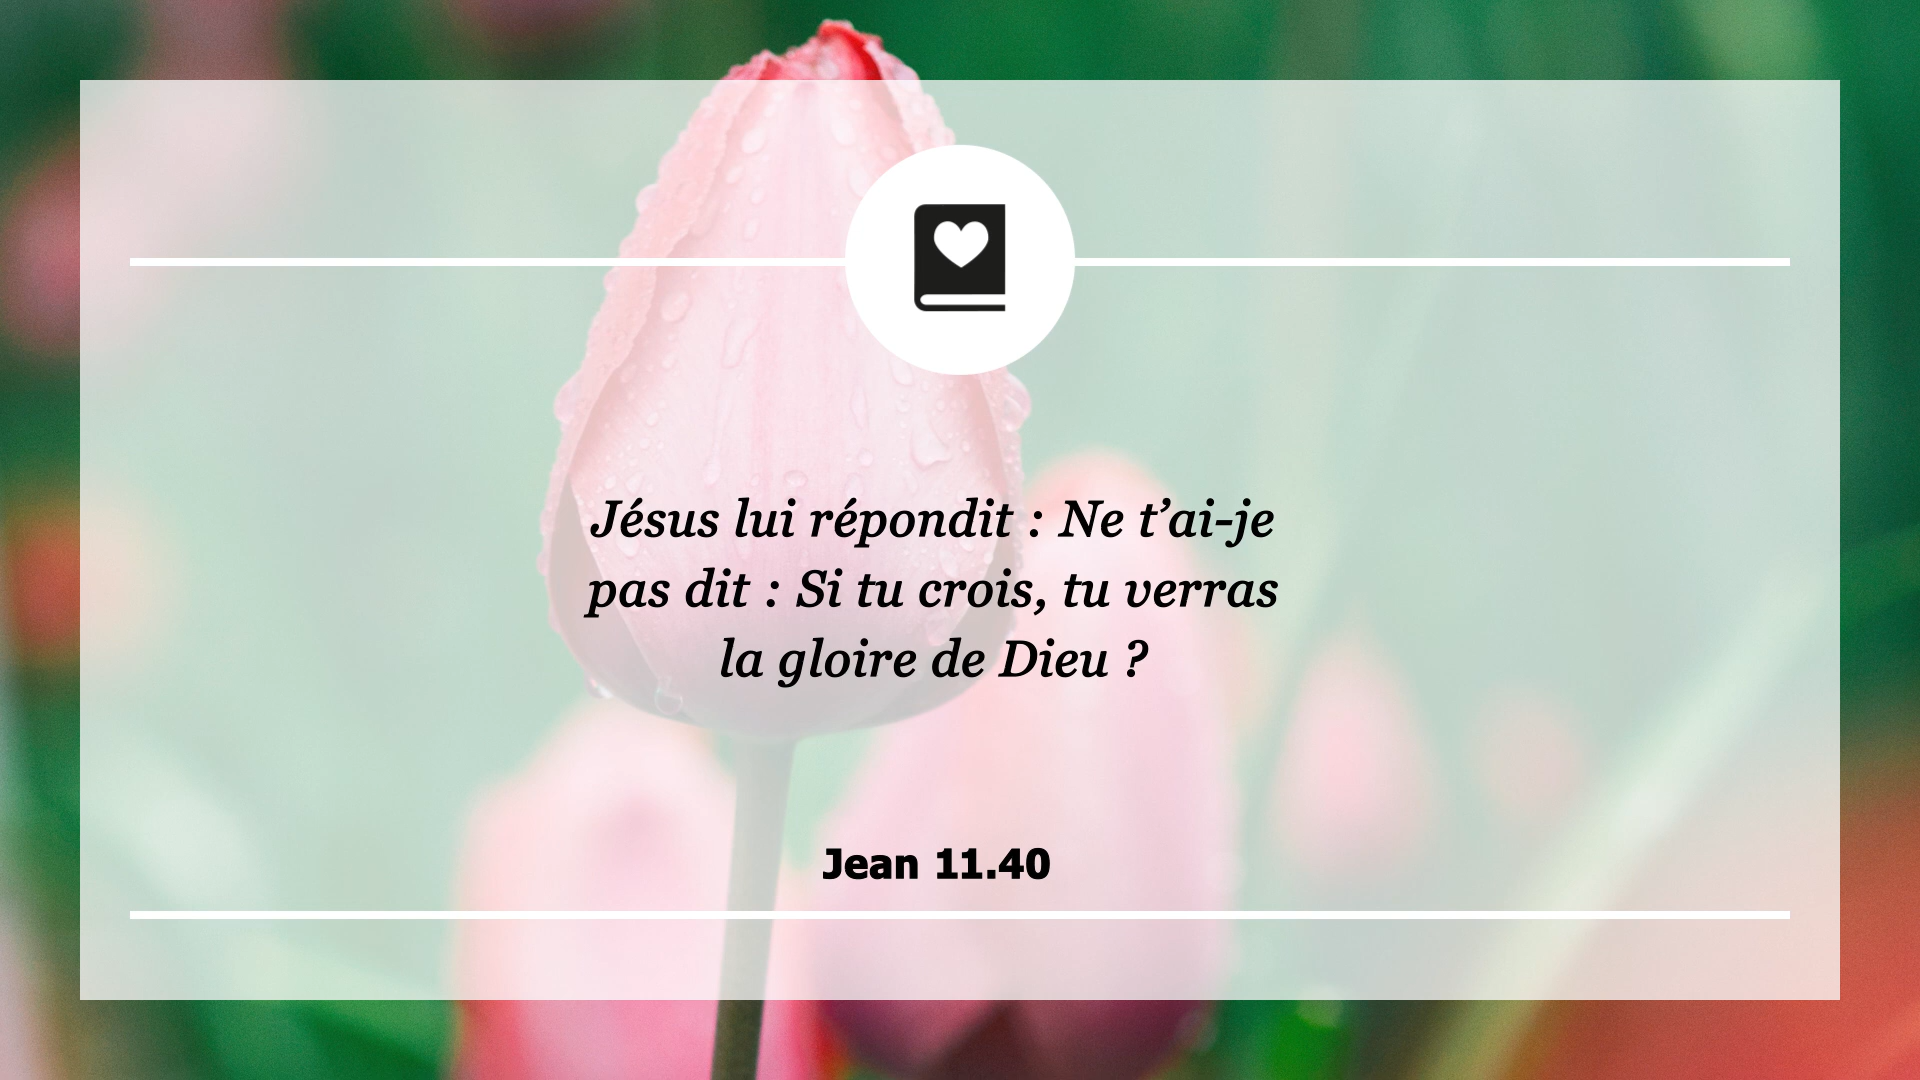 Jésus lui répondit : Ne t’ai-je
pas dit : Si tu crois, tu verras
la gloire de Dieu ?
Jean 11.40